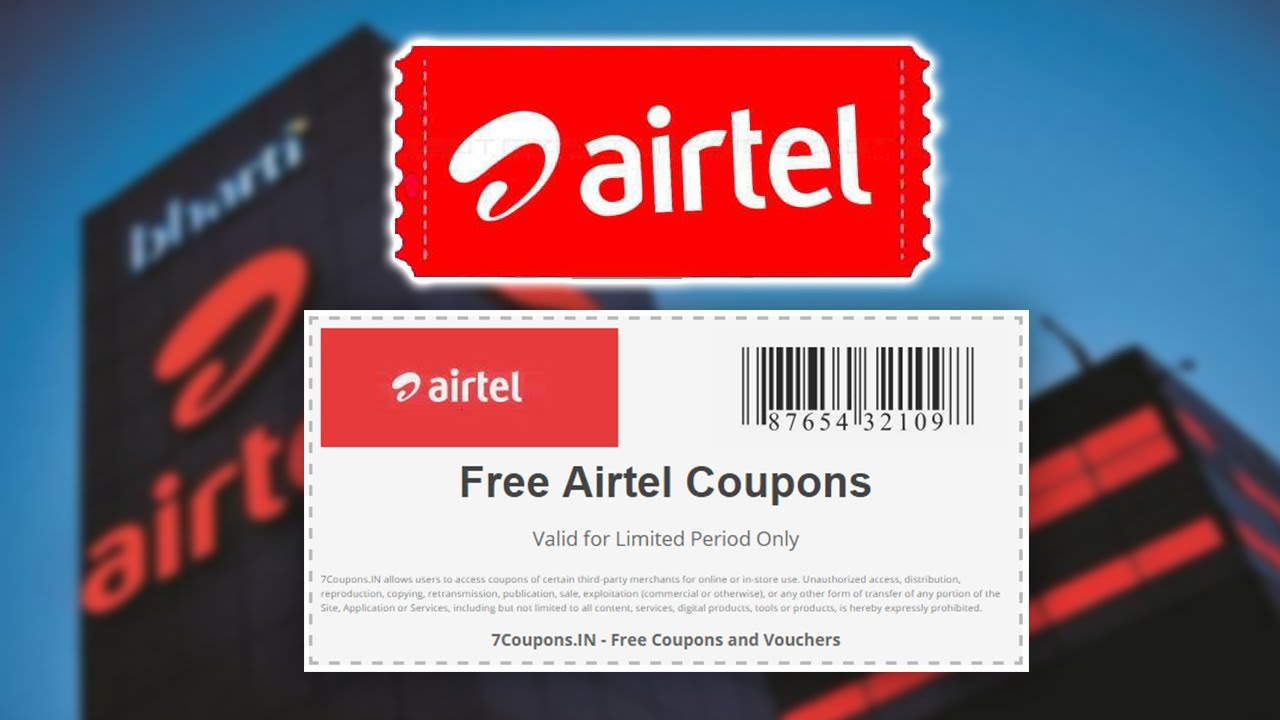 airtel
bharti
airtel
airtel
87654 32109
Free Airtel Coupons
Valid for Limited Period Only
7Coupons.IN allows users to access coupons of certain third-party merchants for online or in-store use. Unauthorized access, distribution,
reproduction, copying, retransmission, publication, sale, exploitation (commercial or otherwise), or any other form of transfer of any portion of the
Site, Application or Services, including but not limited to all content, services, digital products, tools or products, is hereby expressly prohibited.
7Coupons.IN - Free Coupons and Vouchers